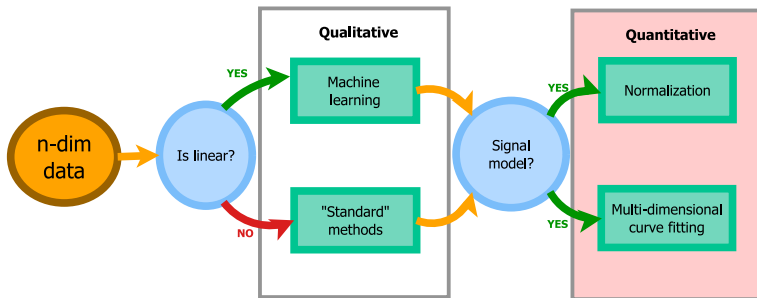 n-dim
data
Is linear?
YES
NO
Qualitative
Machine
learning
"Standard"
methods
Signal
model?
YES
YES
Quantitative
Normalization
Multi-dimensional
curve fitting